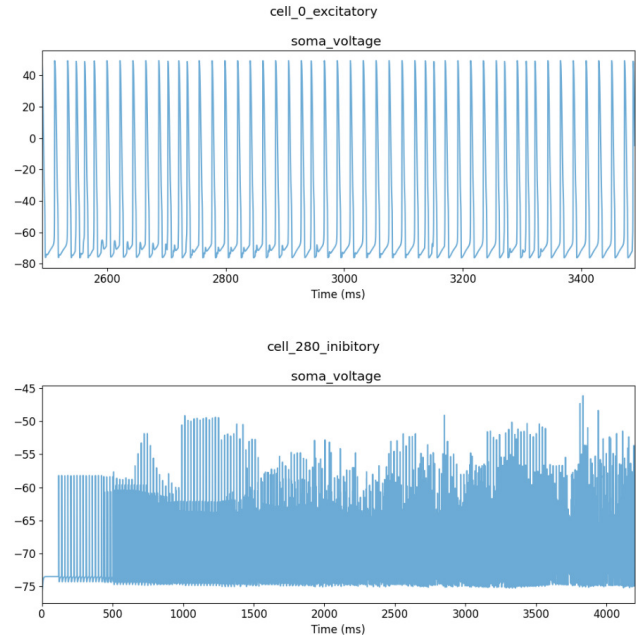 cell_0_excitatory
soma_voltage
40
20
0
−20
−40
−60
−80
2600 2800 3000 3200 3400
Time (ms)
cell_280_inibitory
soma_voltage
−45
−50
−55
−60
−65
−70
−75
0 500 1000 1500 2000 2500 3000 3500 4000
Time (ms)